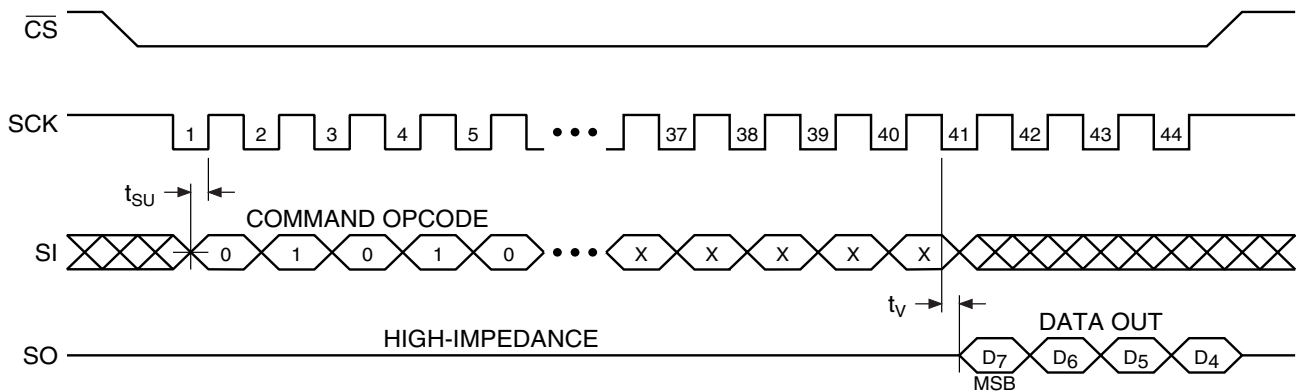 CS
SCK 1 2 3 4 5 ••• 37 38 39 40 41 42 43 44
tSU
COMMAND OPCODE
SI 0 1 0 1 0 ••• X X X X X
tV
HIGH-IMPEDANCE
DATA OUT
SO D7 D6 D5 D4
MSB